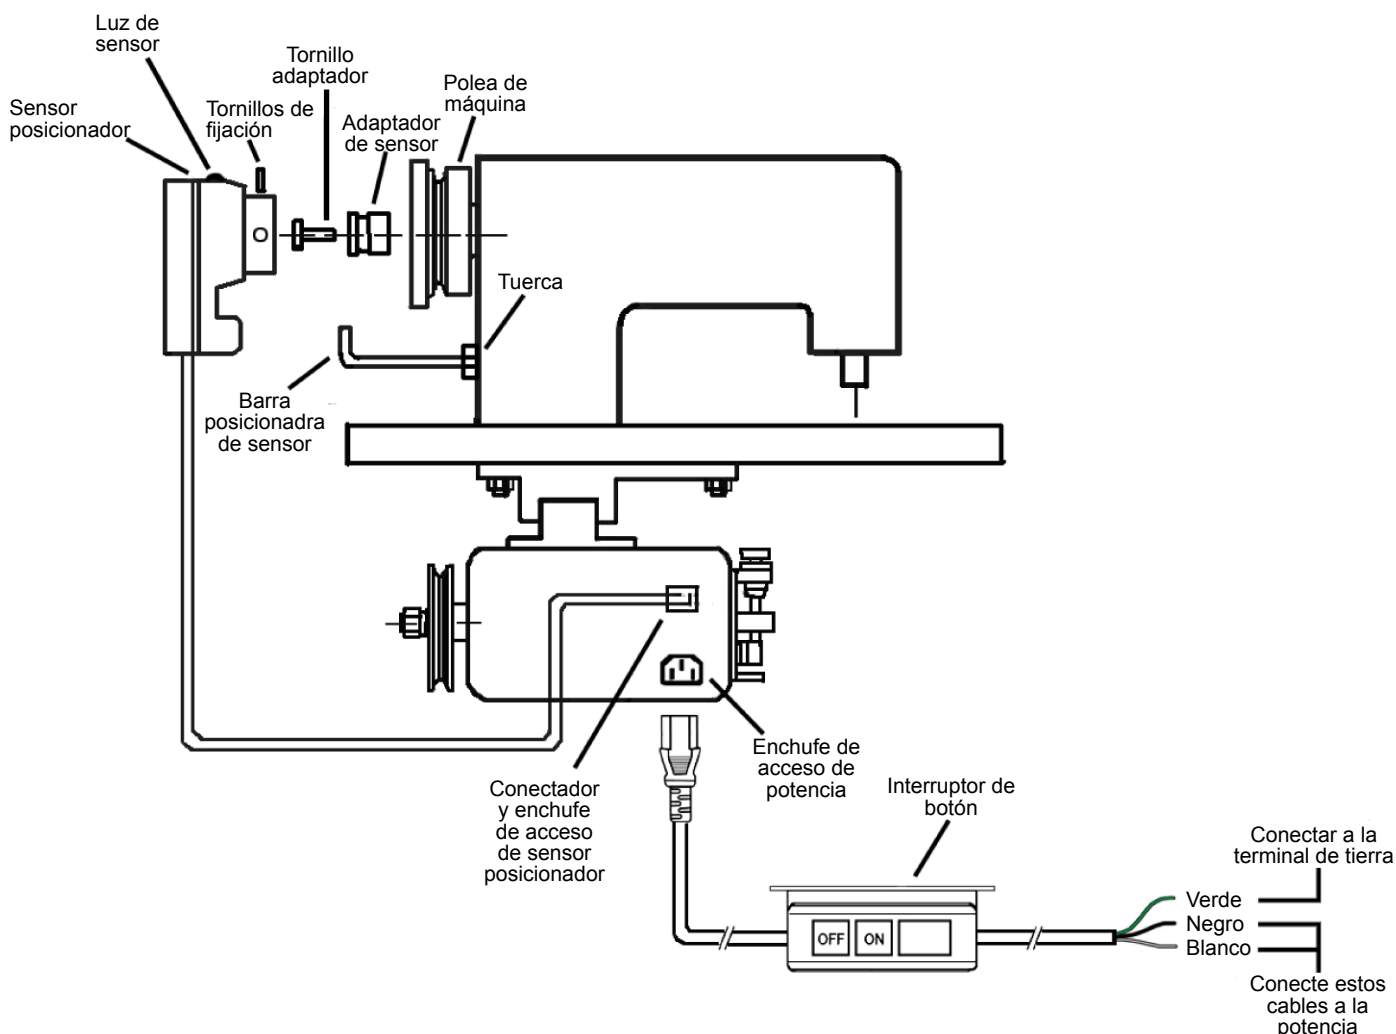 Luz de
sensor
Tornillo
adaptador
Polea de
máquina
Sensor
posicionador
Tornillos de
fijación
Adaptador
de sensor
Tuerca
Barra
posicionadra
de sensor
Enchufe de
acceso de
potencia
Conectador
y enchufe
de acceso
de sensor
posicionador
Interruptor de
botón
OFF ON
Conectar a la
terminal de tierra
Verde
Negro
Blanco
Conecte estos
cables a la
potencia